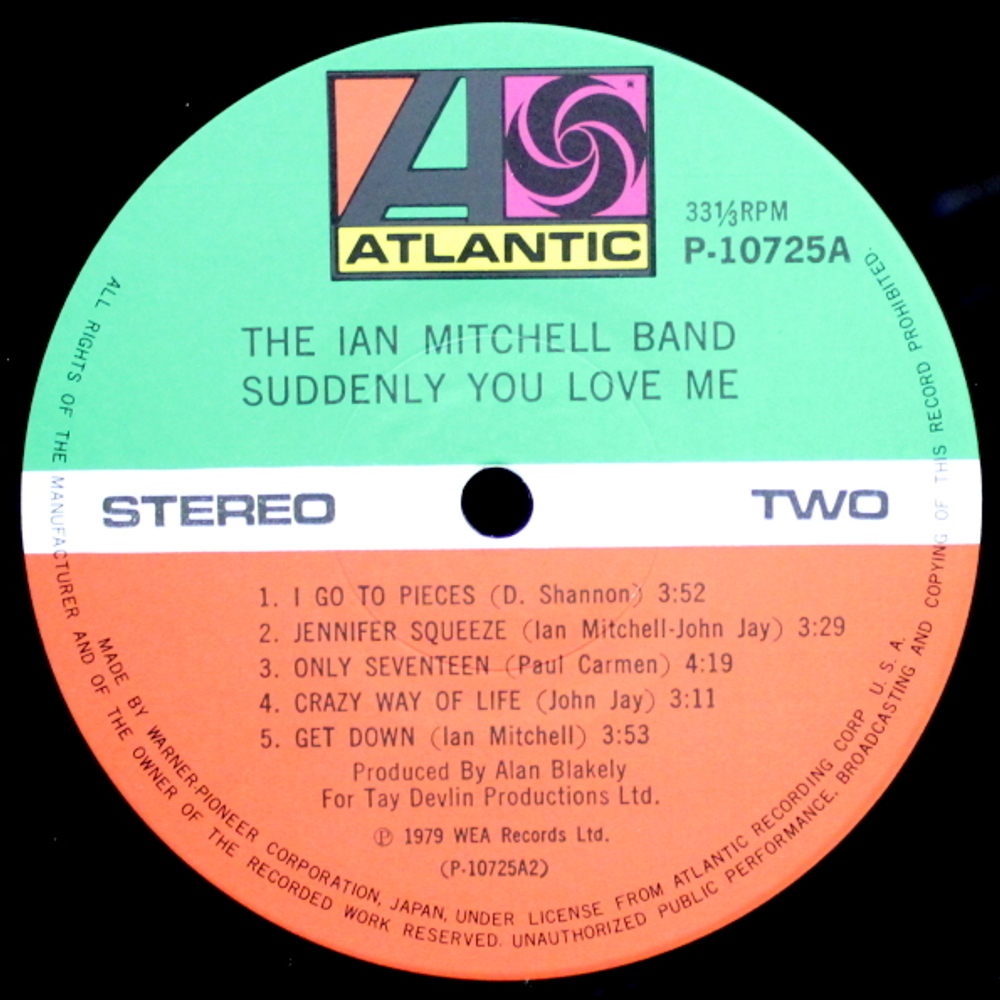 ATLANTIC
33⅓RPM
P-10725A
THE IAN MITCHELL BAND
SUDDENLY YOU LOVE ME
STEREO
TWO
1. I GO TO PIECES (D. Shannon) 3:52
2. JENNIFER SQUEEZE (Ian Mitchell-John Jay) 3:29
3. ONLY SEVENTEEN (Paul Carmen) 4:19
4. CRAZY WAY OF LIFE (John Jay) 3:11
5. GET DOWN (Ian Mitchell) 3:53
Produced By Alan Blakely
For Tay Devlin Productions Ltd.
℗ 1979 WEA Records Ltd.
(P-10725A2)
MADE BY WARNER-PIONEER CORPORATION, JAPAN, UNDER LICENSE FROM ATLANTIC RECORDING CORP U. S. A.
ALL RIGHTS OF THE MANUFACTURER AND OF THE OWNER OF THE RECORDED WORK RESERVED. UNAUTHORIZED PUBLIC PERFORMANCE, BROADCASTING AND COPYING OF THIS RECORD PROHIBITED.